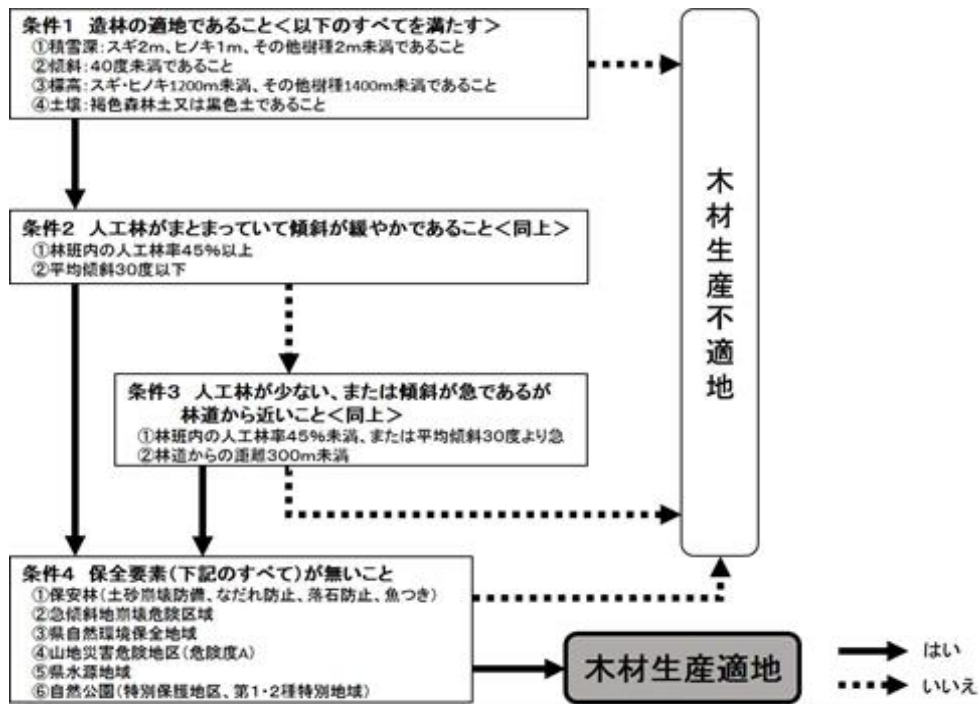 条件1 造林の適地であること<以下のすべてを満たす>
①積雪深:スギ2m、ヒノキ1m、その他樹種2m未満であること
②傾斜:40度未満であること
③標高:スギ・ヒノキ1200m未満、その他樹種1400m未満であること
④土壌:褐色森林土又は黒色土であること
条件2 人工林がまとまっていて傾斜が緩やかであること<同上>
①林班内の人工林率45%以上
②平均傾斜30度以下
条件3 人工林が少ない、または傾斜が急であるが
林道から近いこと<同上>
①林班内の人工林率45%未満、または平均傾斜30度より急
②林道からの距離300m未満
条件4 保全要素(下記のすべて)が無いこと
①保安林(土砂崩壊防備、なだれ防止、落石防止、魚つき)
②急傾斜地崩壊危険区域
③県自然環境保全地域
④山地災害危険地区(危険度A)
⑤県水源地域
⑥自然公園(特別保護地区、第1・2種特別地域)
木材生産不適地
木材生産適地
はい
いいえ